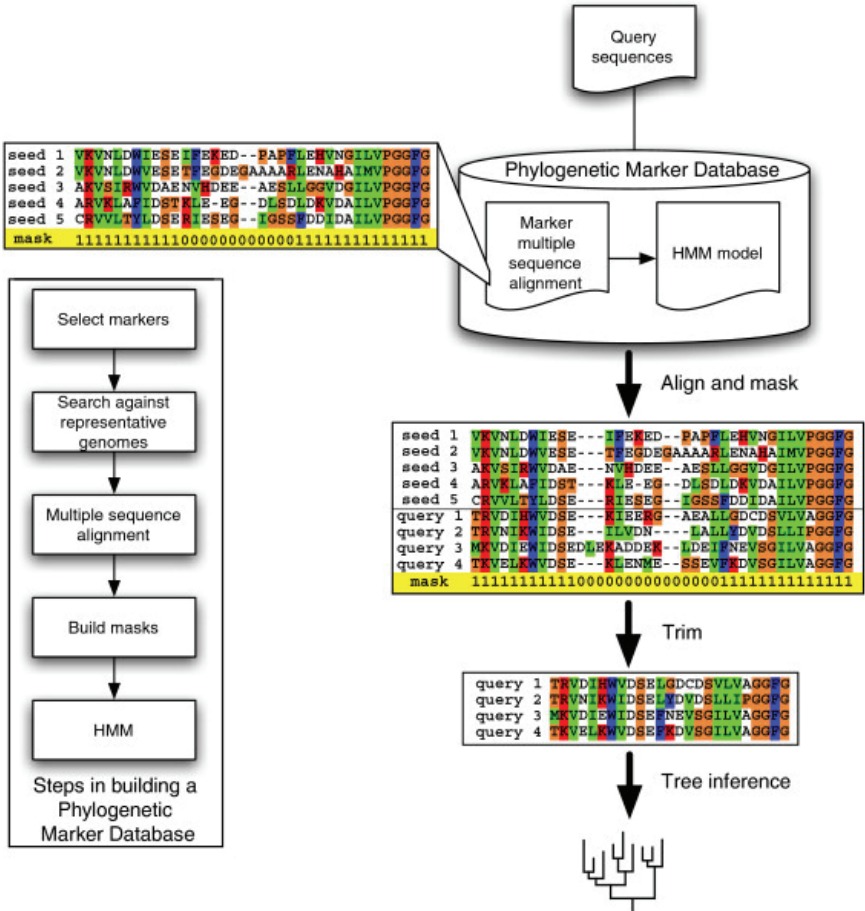 Query
sequences
seed 1 VKVNLDWIESEIFEKED--PAPFLEHVNGILVPGGFG
seed 2 VKVNLDWVESETFEGDEGAAAARLENAHAIMVPGGFG
seed 3 AKVSIRWVDAENVHDEE--AESLLGGVDGILVPGGFG
seed 4 ARVKLAFIDSTKLE-EG--DLSDLDKVDAILVPGGFG
seed 5 CRVVLTYLDSERIESEG--IGSSFDDIDAILVPGGFG
mask 1111111111100000000000011111111111111
Phylogenetic Marker Database
Marker
multiple
sequence
alignment
HMM model
Select markers
Search against
representative
genomes
Multiple sequence
alignment
Build masks
HMM
Steps in building a
Phylogenetic
Marker Database
Align and mask
seed 1 VKVNLDWIESE---IFEKED--PAPFLEHVNGILVPGGFG
seed 2 VKVNLDWVESE---TFEGDEGAAAARLENAHAIMVPGGFG
seed 3 AKVSIRWVDAE---NVHDEE--AESLLGGVDGILVPGGFG
seed 4 ARVKLAFIDST---KLE-EG--DLSDLDKVDAILVPGGFG
seed 5 CRVVLTYLDSE---RIESEG--IGSSFDDIDAILVPGGFG
query 1 TRVDIHWVDSE---KIEERG--AEALLGDCDSVLVAGGFG
query 2 TRVNIKWIDSE---ILVDN----LALLYDVDSLLIPGGFG
query 3 MKVDIEWIDSEDLEKADDEK--LDEIFNEVSGILVAGGFG
query 4 TKVELKWVDSE---KLENME--SSEVFKDVSGILVAGGFG
mask 1111111111100000000000000011111111111111
Trim
query 1 TRVDIHWVDSELGDCDSVLVAGGFG
query 2 TRVNIKWIDSELYDVDSLLIPGGFG
query 3 MKVDIEWIDSEFNEVSGILVAGGFG
query 4 TKVELKWVDSEFKDVSGILVAGGFG
Tree inference